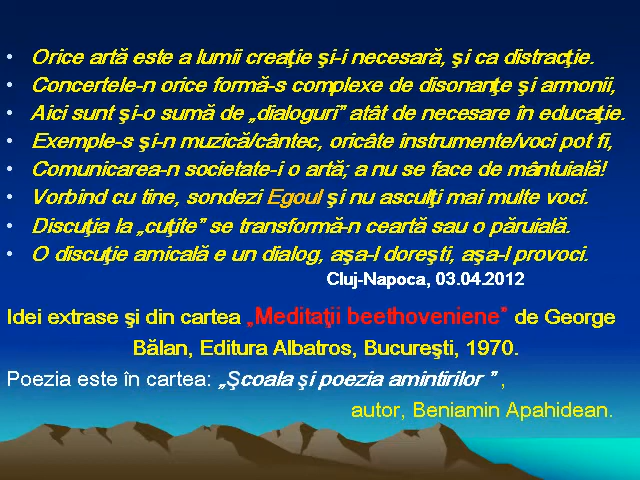 • Orice artă este a lumii creaţie şi-i necesară, şi ca distracţie.
• Concertele-n orice formă-s complexe de disonanţe şi armonii,
• Aici sunt şi-o sumă de „dialoguri” atât de necesare în educaţie.
• Exemple-s şi-n muzică/cântec, oricâte instrumente/voci pot fi,
• Comunicarea-n societate-i o artă; a nu se face de mântuială!
• Vorbind cu tine, sondezi Egoul şi nu asculţi mai multe voci.
• Discuţia la „cuţite” se transformă-n ceartă sau o păruială.
• O discuţie amicală e un dialog, aşa-l doreşti, aşa-l provoci.
Cluj-Napoca, 03.04.2012
Idei extrase şi din cartea „Meditaţii beethoveniene” de George
Bălan, Editura Albatros, Bucureşti, 1970.
Poezia este în cartea: „Şcoala şi poezia amintirilor ” ,
autor, Beniamin Apahidean.